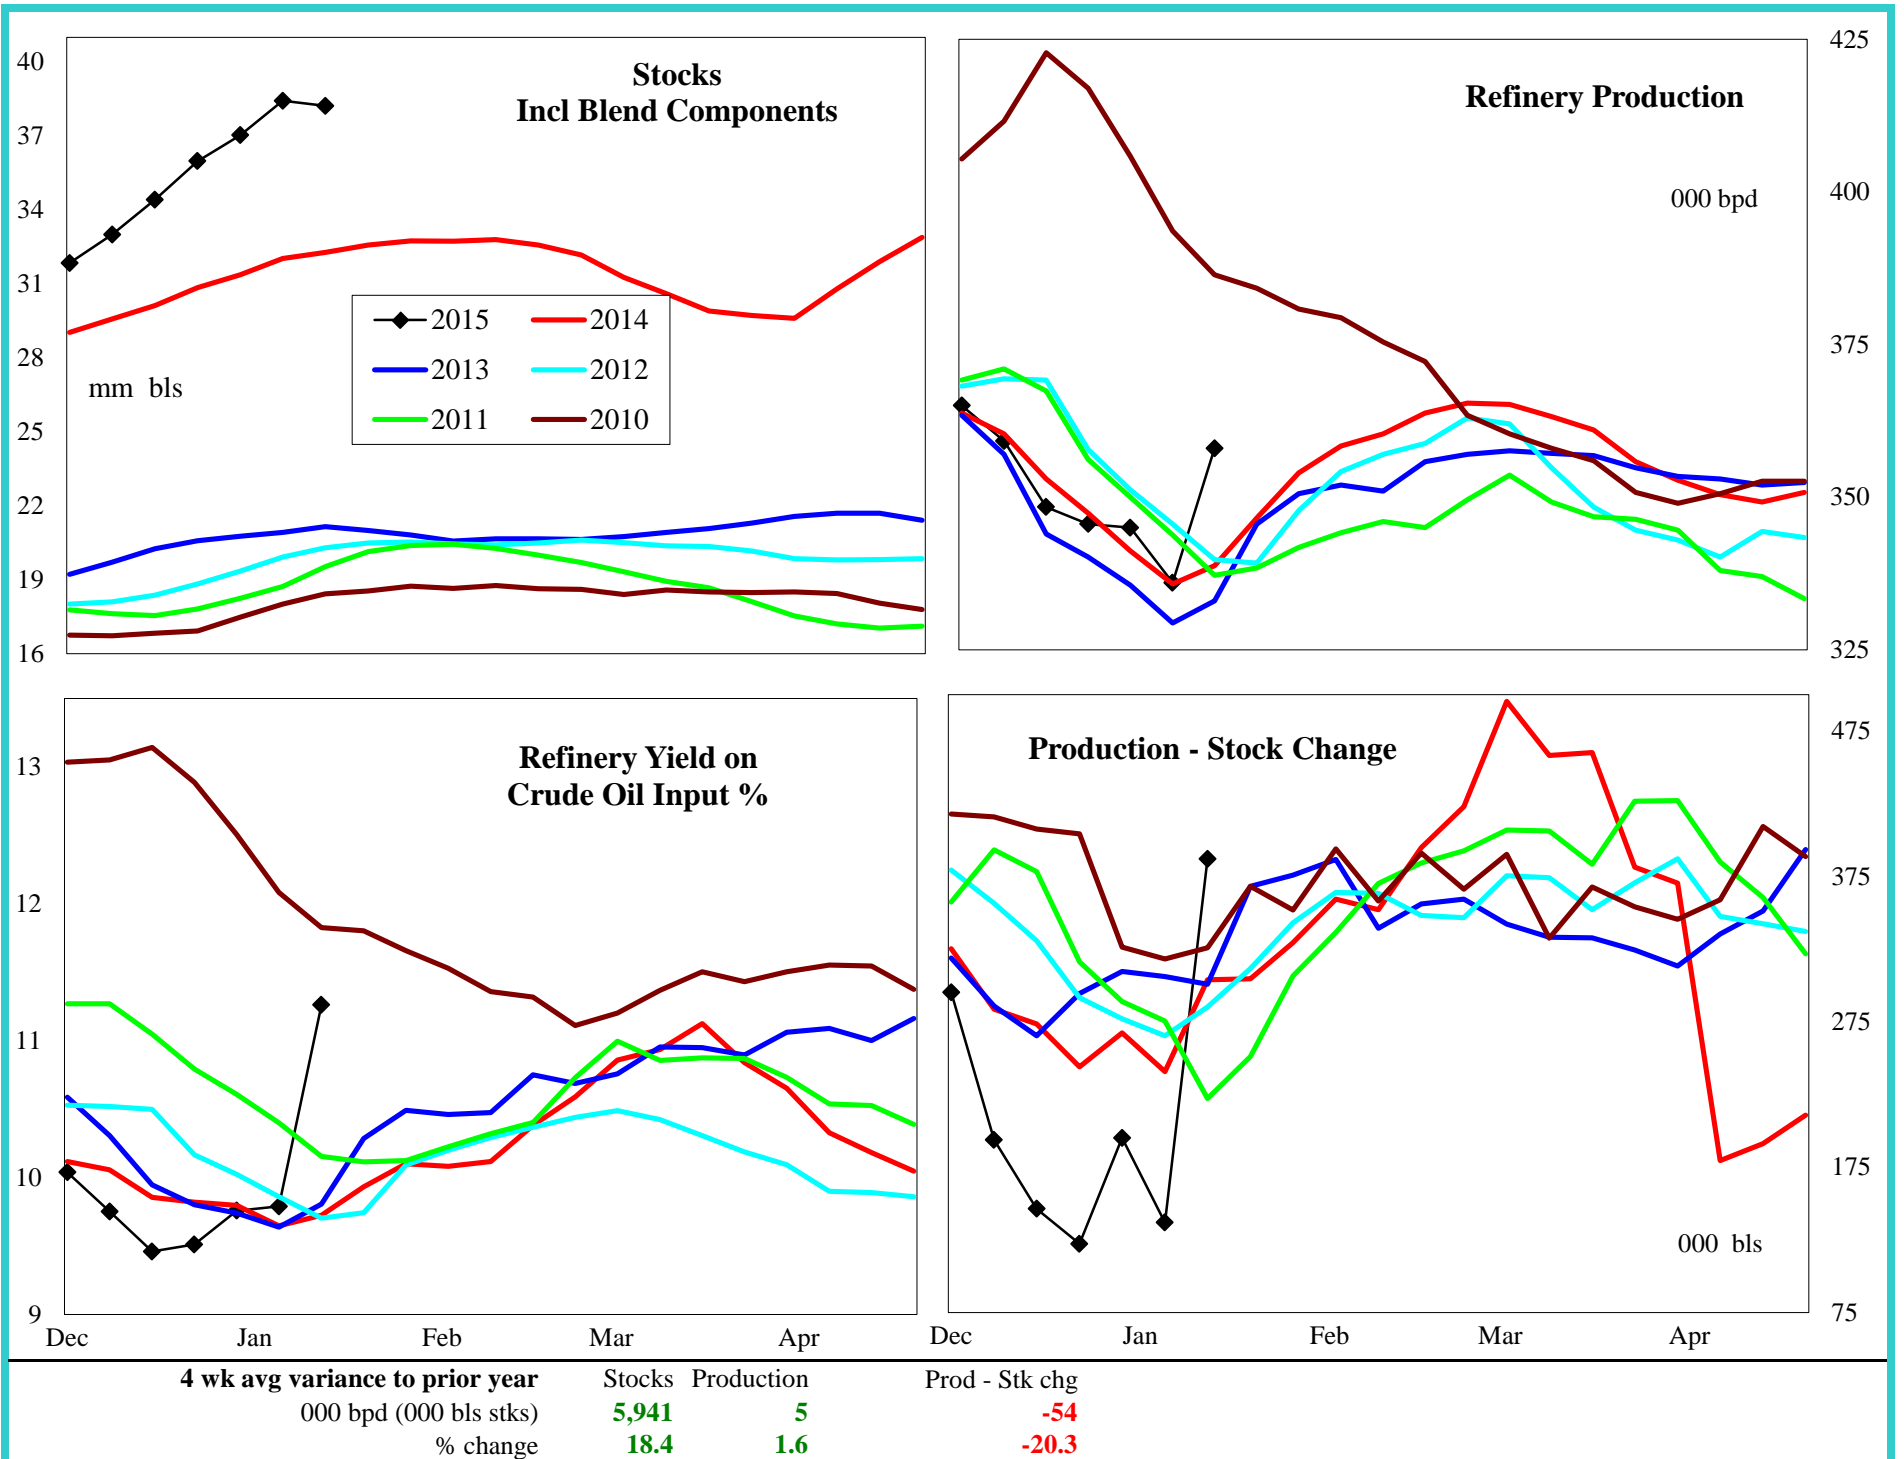 Stocks
Incl Blend Components
40
37
34
31
28
25
22
19
16
mm bls
2015 2014
2013 2012
2011 2010
Refinery Production
000 bpd
425
400
375
350
325
Refinery Yield on
Crude Oil Input %
13
12
11
10
9
Dec Jan Feb Mar Apr
Production - Stock Change
475
375
275
175
75
000 bls
Dec Jan Feb Mar Apr
4 wk avg variance to prior year Stocks Production Prod - Stk chg
000 bpd (000 bls stks) 5,941 5 -54
% change 18.4 1.6 -20.3